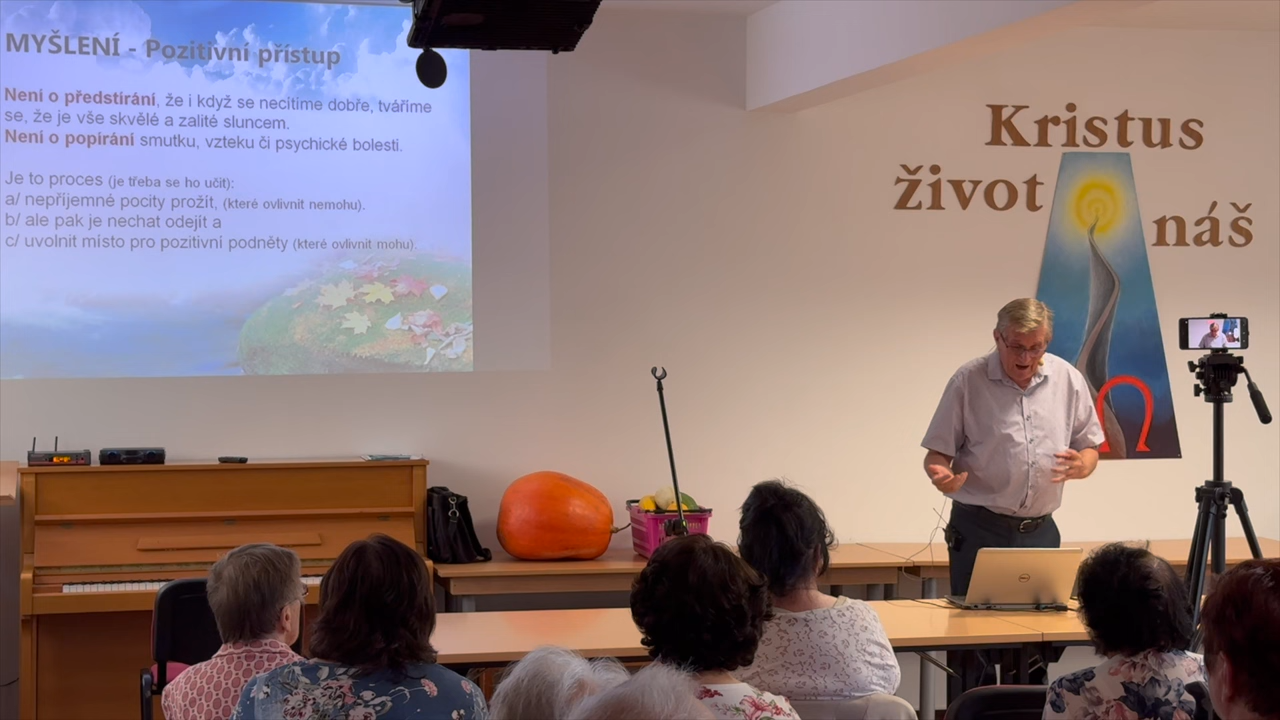 MYŠLENÍ - Pozitivní přístup
Není o předstírání, že i když se necítíme dobře, tváříme
se, že je vše skvělé a zalité sluncem.
Není o popírání smutku, vzteku či psychické bolesti.
Je to proces (je třeba se ho učit):
a/ nepříjemné pocity prožít, (které ovlivnit nemohu).
b/ ale pak je nechat odejít a
c/ uvolnit místo pro pozitivní podněty (které ovlivnit mohu).
Kristus
život
náš
Ω
DELL